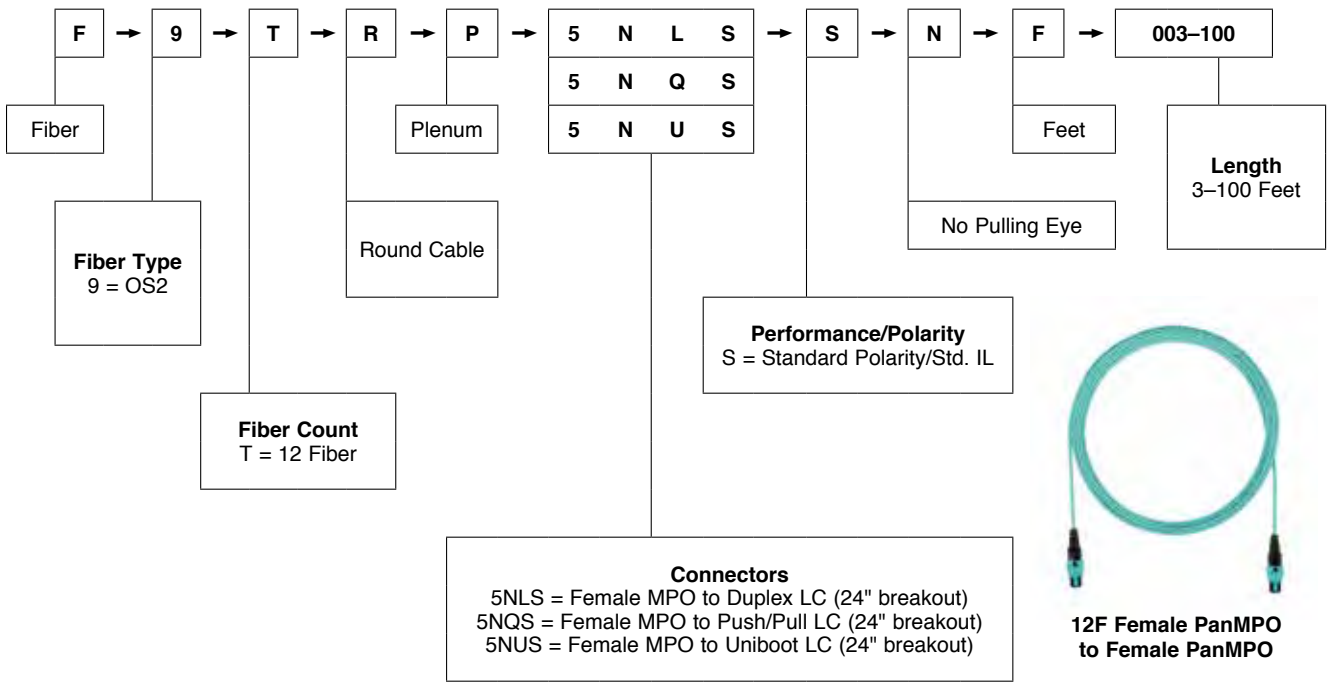 F → 9 → T → R → P → 5 N L S → S → N → F → 003–100
5 N Q S
5 N U S
Fiber
Plenum
Feet
Length
3–100 Feet
No Pulling Eye
Round Cable
Fiber Type
9 = OS2
Performance/Polarity
S = Standard Polarity/Std. IL
Fiber Count
T = 12 Fiber
Connectors
5NLS = Female MPO to Duplex LC (24" breakout)
5NQS = Female MPO to Push/Pull LC (24" breakout)
5NUS = Female MPO to Uniboot LC (24" breakout)
12F Female PanMPO
to Female PanMPO